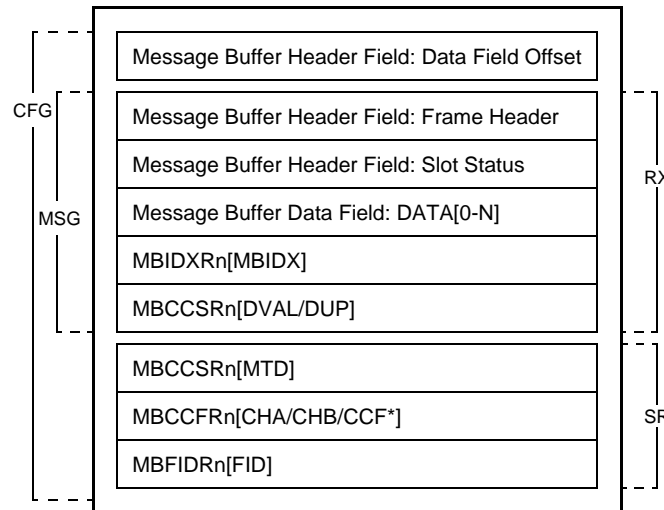 Message Buffer Header Field: Data Field Offset
CFG
Message Buffer Header Field: Frame Header
Message Buffer Header Field: Slot Status
RX
MSG
Message Buffer Data Field: DATA[0-N]
MBIDXRn[MBIDX]
MBCCSRn[DVAL/DUP]
MBCCSRn[MTD]
MBCCFRn[CHA/CHB/CCF*]
SR
MBFIDRn[FID]